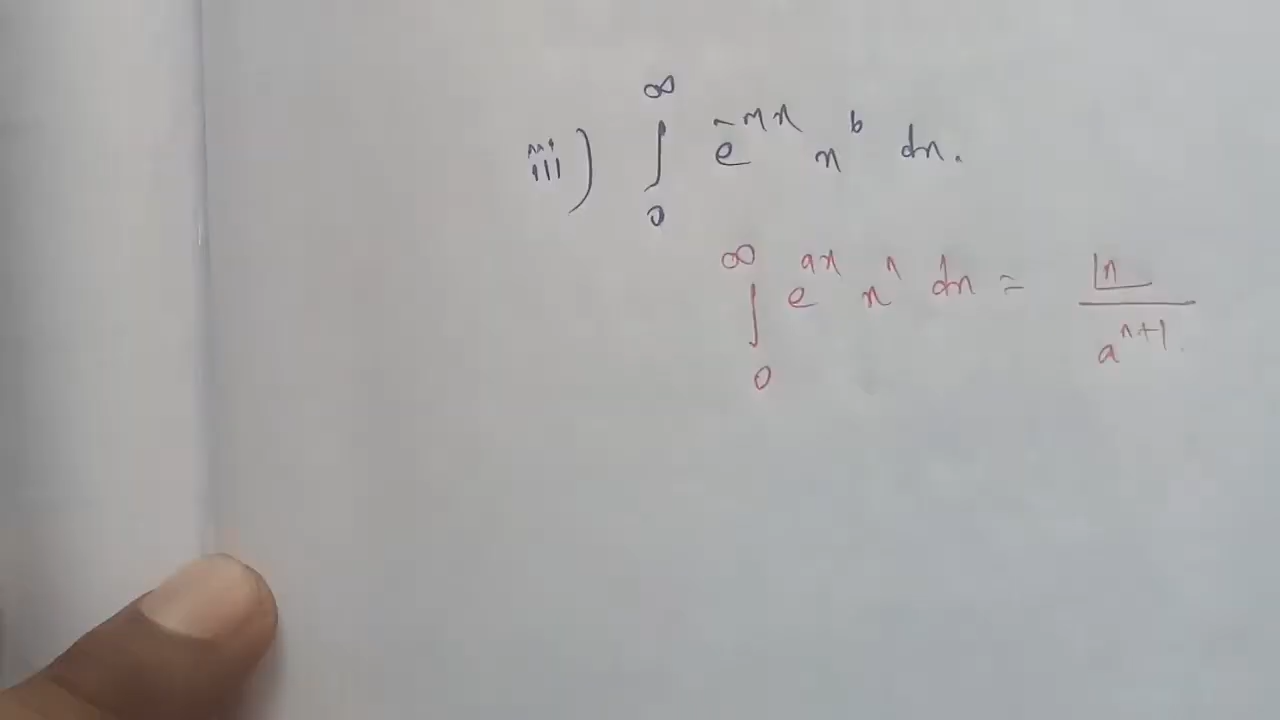 iii) ∫₀^∞ e^{-mx} x^b dx.
∫₀^∞ e^{ax} x^n dx = |n̲ / a^{n+1}.